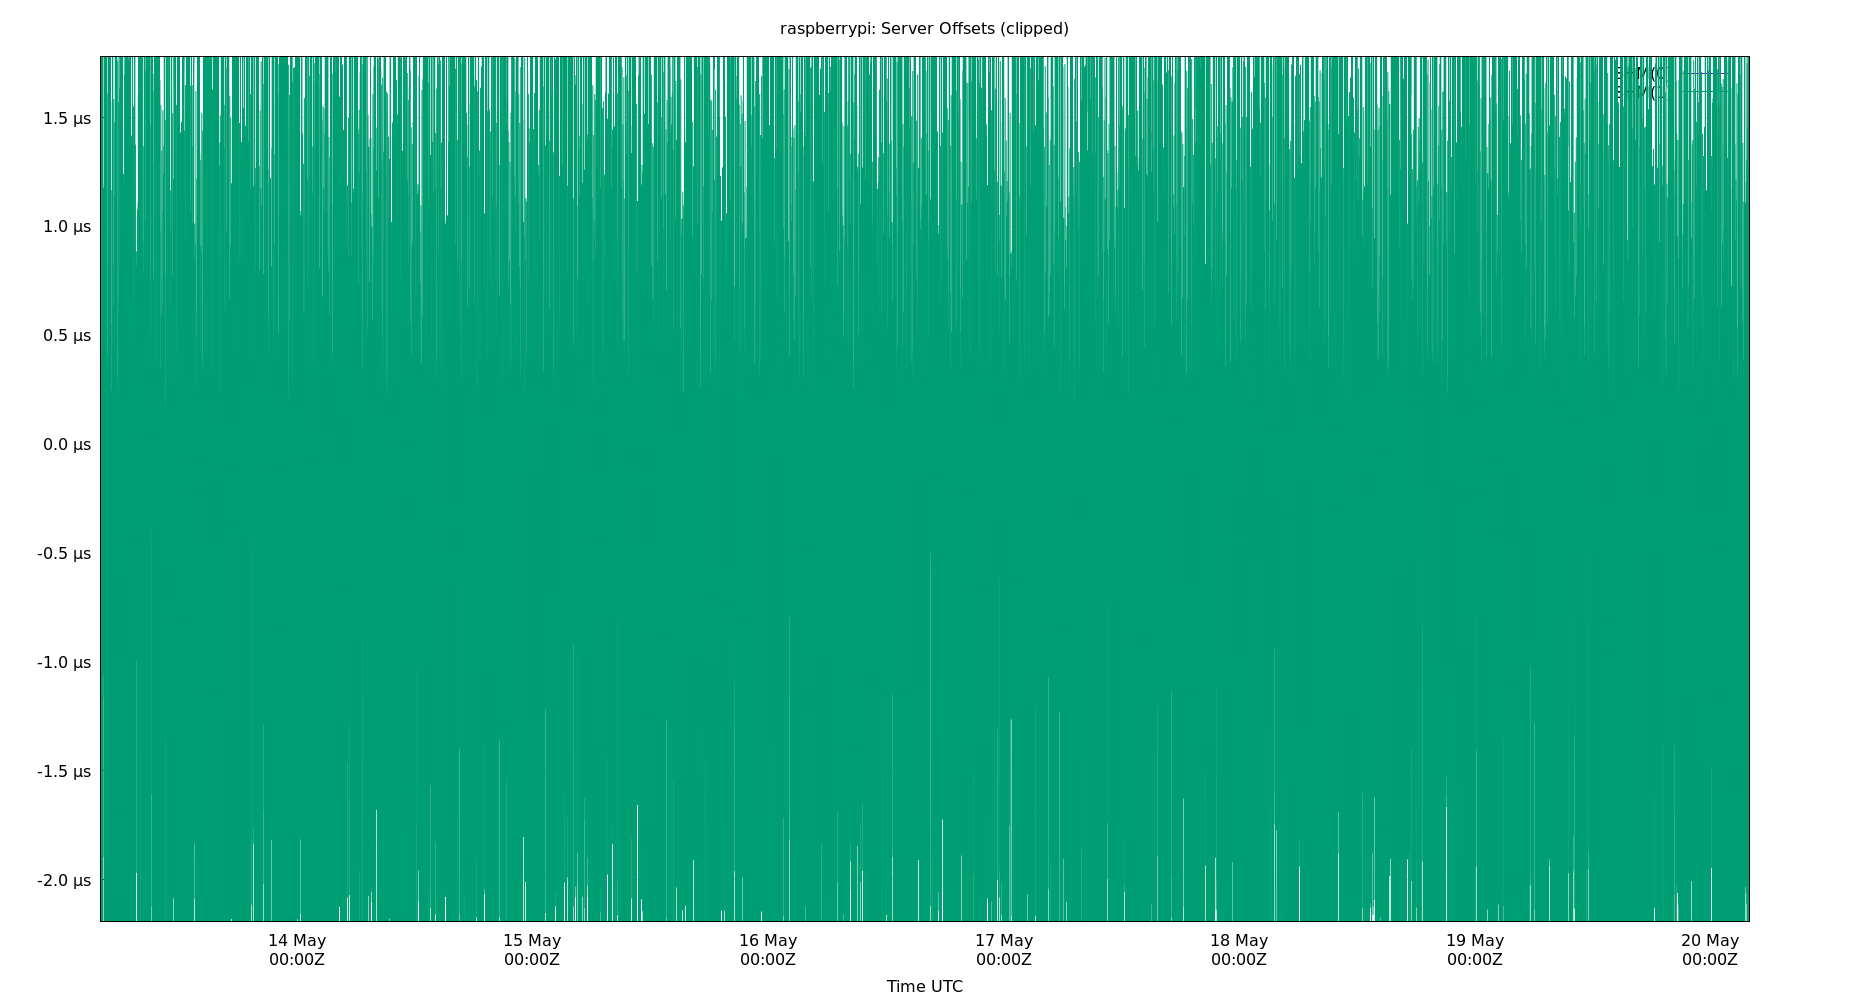 raspberrypi: Server Offsets (clipped)
1.5 µs
1.0 µs
0.5 µs
0.0 µs
-0.5 µs
-1.0 µs
-1.5 µs
-2.0 µs
14 May 15 May 16 May 17 May 18 May 19 May 20 May
00:00Z 00:00Z 00:00Z 00:00Z 00:00Z 00:00Z 00:00Z
Time UTC